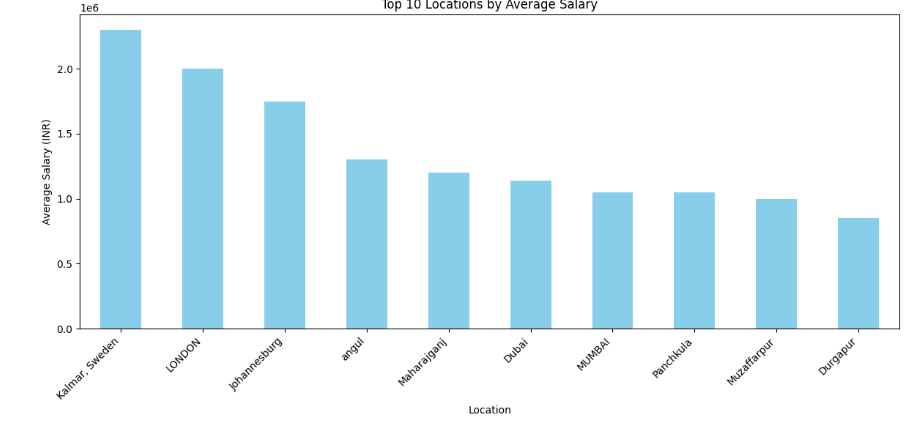 Top 10 Locations by Average Salary
1e6
2.0
1.5
1.0
0.5
0.0
Average Salary (INR)
Kalmar, Sweden
LONDON
Johannesburg
angul
Maharajganj
Dubai
MUMBAI
Panchkula
Muzaffarpur
Durgapur
Location